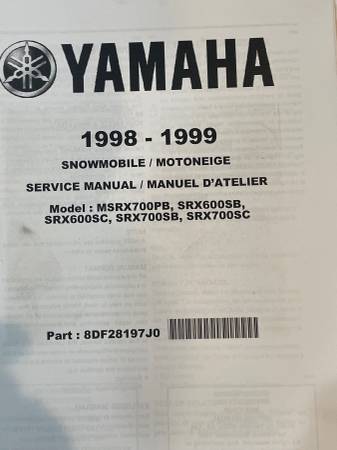 YAMAHA
1998 - 1999
SNOWMOBILE / MOTONEIGE
SERVICE MANUAL / MANUEL D'ATELIER
Model : MSRX700PB, SRX600SB,
SRX600SC, SRX700SB, SRX700SC
Part : 8DF28197J0